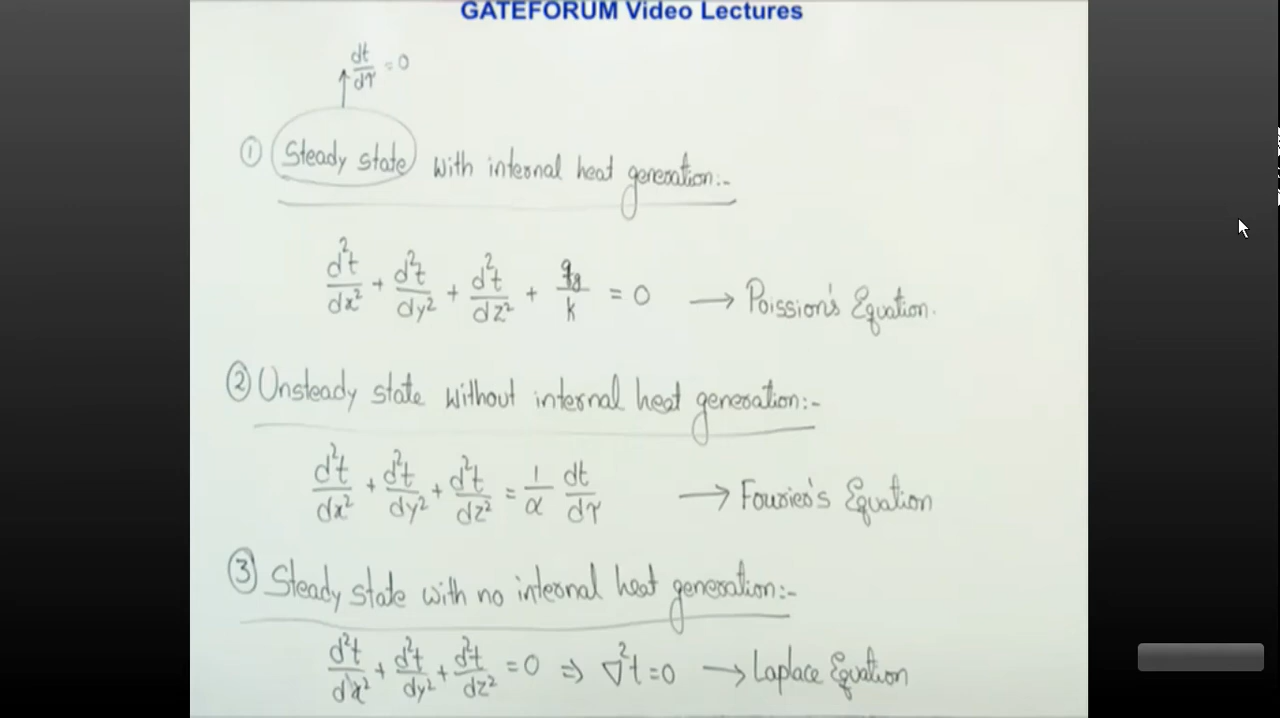 GATEFORUM Video Lectures
dt/dτ = 0
① Steady state with internal heat generation:-
d²t/dx² + d²t/dy² + d²t/dz² + qg/k = 0 → Poission's Equation.
② Unsteady state without internal heat generation:-
d²t/dx² + d²t/dy² + d²t/dz² = 1/α dt/dτ → Fourier's Equation
③ Steady state with no internal heat generation:-
d²t/dx² + d²t/dy² + d²t/dz² = 0 ⇒ ∇²t = 0 → Laplace Equation